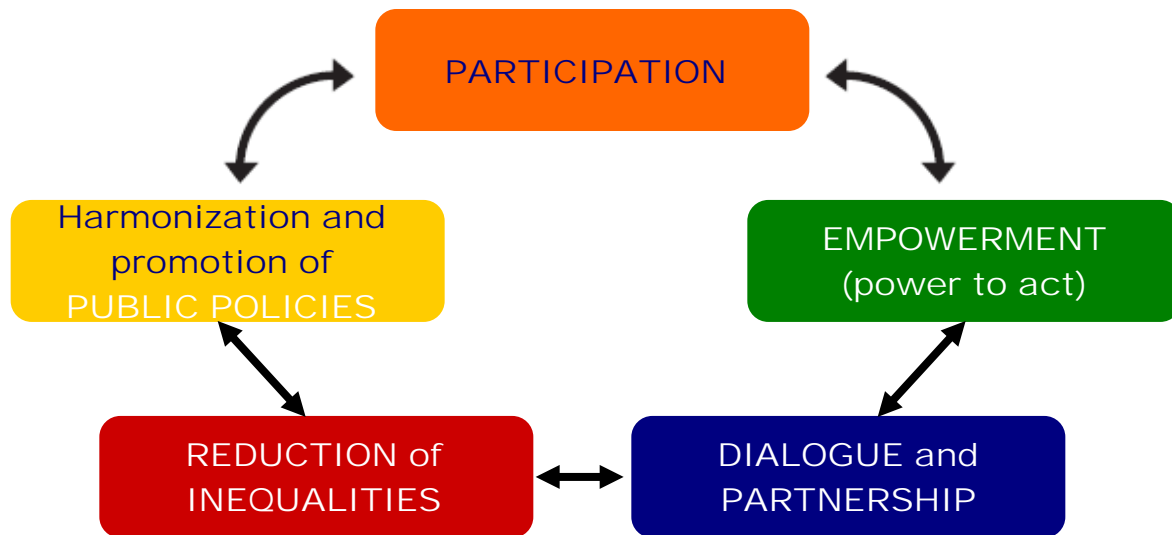 PARTICIPATION
Harmonization and
promotion of
PUBLIC POLICIES
EMPOWERMENT
(power to act)
REDUCTION of
INEQUALITIES
DIALOGUE and
PARTNERSHIP